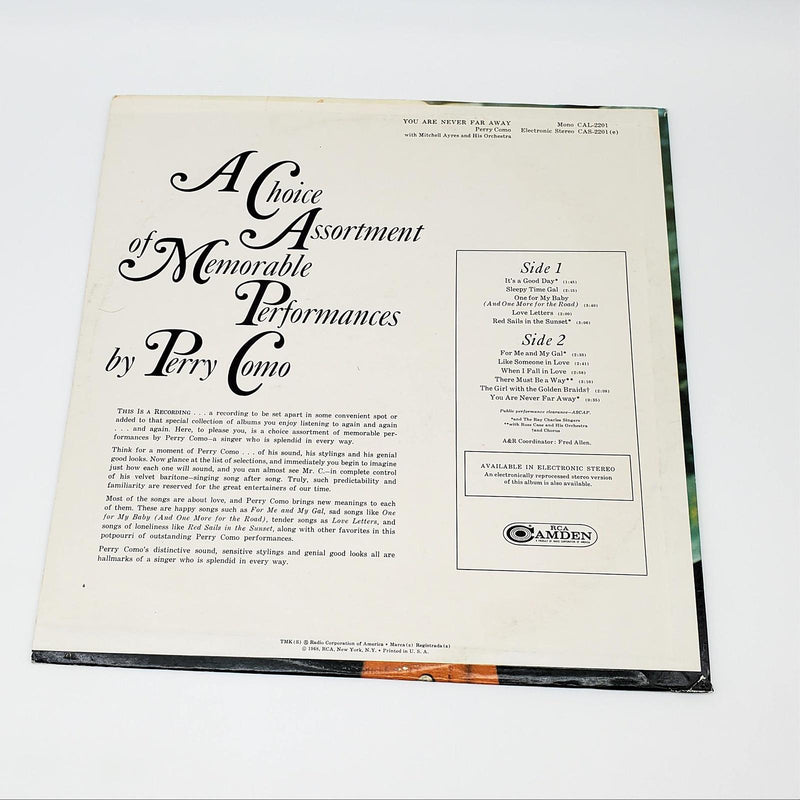 YOU ARE NEVER FAR AWAY
Perry Como
with Mitchell Ayres and His Orchestra
Mono CAL-2201
Electronic Stereo CAS-2201(e)
A Choice
Assortment
of Memorable
Performances
by Perry Como
THIS IS A RECORDING . . . a recording to be set apart in some convenient spot or
added to that special collection of albums you enjoy listening to again and again
. . . and again. Here, to please you, is a choice assortment of memorable per-
formances by Perry Como—a singer who is splendid in every way.
Think for a moment of Perry Como . . . of his sound, his stylings and his genial
good looks. Now glance at the list of selections, and immediately you begin to imagine
just how each one will sound, and you can almost see Mr. C.—in complete control
of his velvet baritone—singing song after song. Truly, such predictability and
familiarity are reserved for the great entertainers of our time.
Most of the songs are about love, and Perry Como brings new meanings to each
of them. These are happy songs such as For Me and My Gal, sad songs like One
for My Baby (And One More for the Road), tender songs as Love Letters, and
songs of loneliness like Red Sails in the Sunset, along with other favorites in this
potpourri of outstanding Perry Como performances.
Perry Como's distinctive sound, sensitive stylings and genial good looks all are
hallmarks of a singer who is splendid in every way.
Side 1
It's a Good Day* (1:45)
Sleepy Time Gal (2:15)
One for My Baby
(And One More for the Road) (3:40)
Love Letters (2:00)
Red Sails in the Sunset* (3:06)
Side 2
For Me and My Gal*
Like Someone in Love (2:41)
When I Fall in Love
There Must Be a Way**
The Girl with the Golden Braids†
You Are Never Far Away*
Public performance clearance—ASCAP.
*and The Ray Charles Singers
**with Russ Case and His Orchestra
†and Chorus
A&R Coordinator: Fred Allen.
AVAILABLE IN ELECTRONIC STEREO
An electronically reprocessed stereo version
of this album is also available.
RCA
CAMDEN
TMK(S) ® Radio Corporation of America • Marca(s) Registrada(s)
© 1968, RCA, New York, N.Y. • Printed in U. S. A.